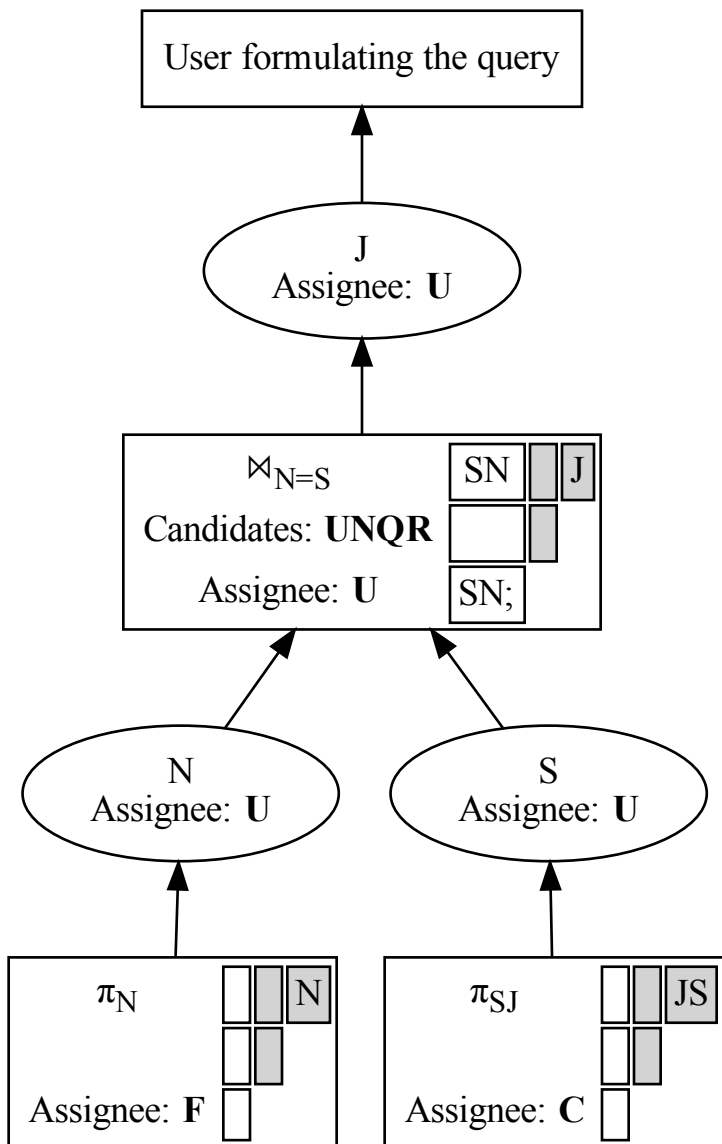 User formulating the query
J
Assignee: U
⋈N=S SN J
Candidates: UNQR
Assignee: U SN;
N
Assignee: U
S
Assignee: U
πN N
Assignee: F
πSJ JS
Assignee: C